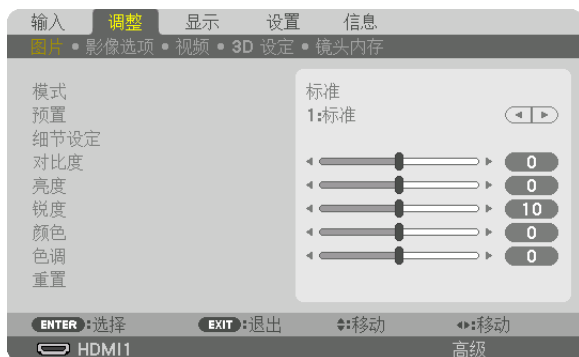 输入 调整 显示 设置 信息
图片 • 影像选项 • 视频 • 3D 设定 • 镜头内存
模式 标准
预置 1:标准
细节设定
对比度 0
亮度 0
锐度 10
颜色 0
色调 0
重置
ENTER:选择 EXIT:退出 :移动 :移动
HDMI1 高级